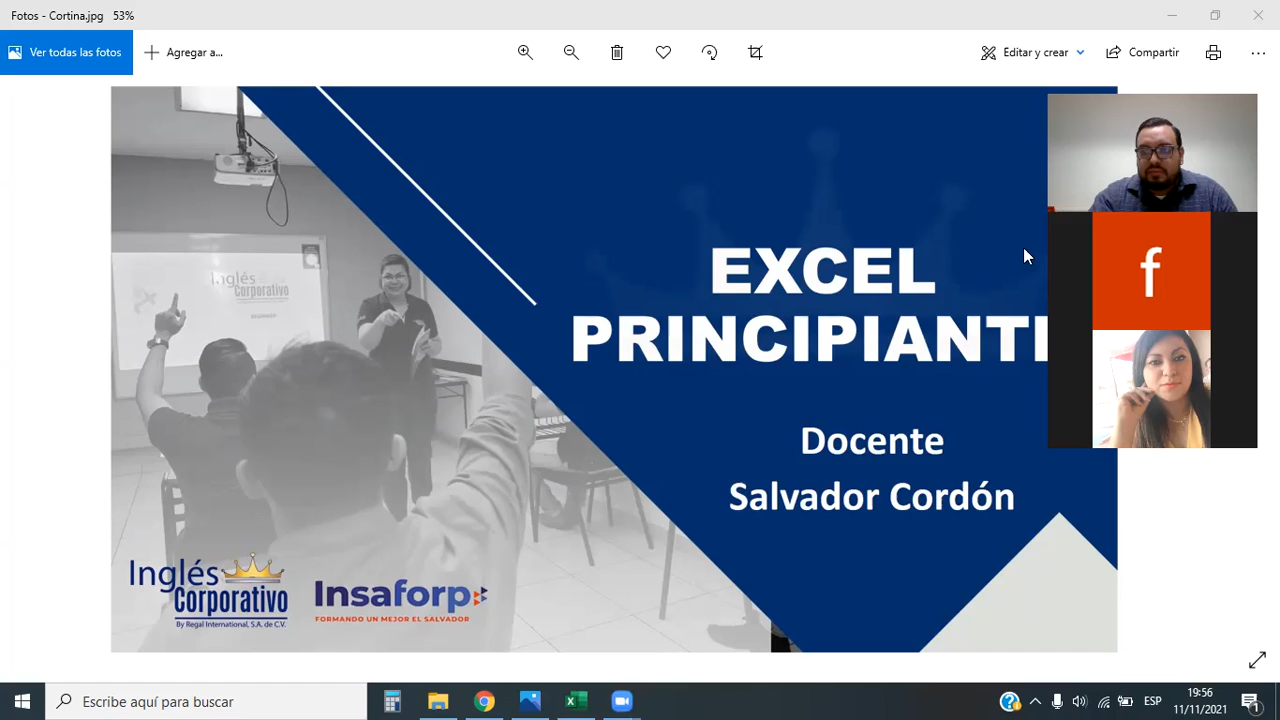 Fotos - Cortina.jpg 53%
Ver todas las fotos
Agregar a...
Editar y crear
Compartir
Inglés
Corporativo
EXCEL
PRINCIPIANT
f
Docente
Salvador Cordón
Inglés
Corporativo
By Regal International, S.A. de C.V.
Insaforp
FORMANDO UN MEJOR EL SALVADOR
Escribe aquí para buscar
ESP
19:56
11/11/2021